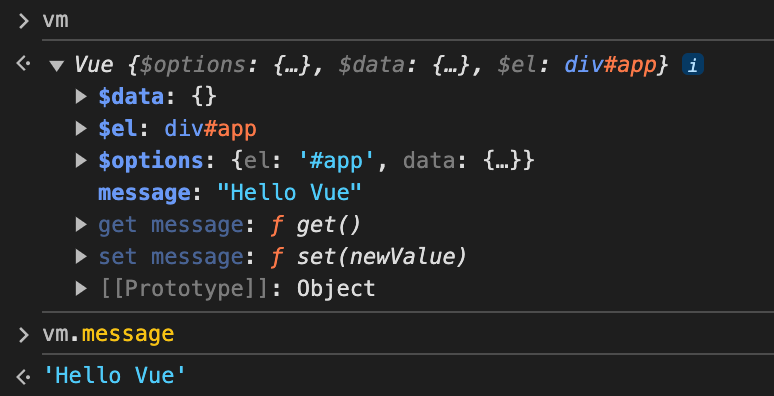 > vm
<· ▼ Vue {$options: {…}, $data: {…}, $el: div#app} i
▶ $data: {}
▶ $el: div#app
▶ $options: {el: '#app', data: {…}}
message: "Hello Vue"
▶ get message: ƒ get()
▶ set message: ƒ set(newValue)
▶ [[Prototype]]: Object
> vm.message
<· 'Hello Vue'